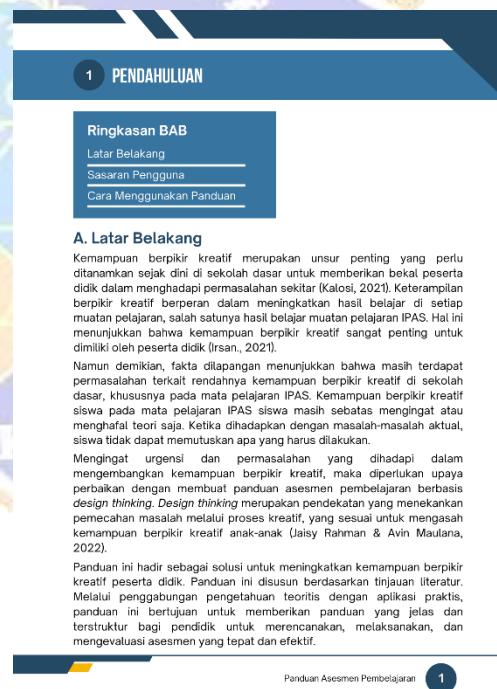 1 PENDAHULUAN
Ringkasan BAB
Latar Belakang
Sasaran Pengguna
Cara Menggunakan Panduan
A. Latar Belakang
Kemampuan berpikir kreatif merupakan unsur penting yang perlu
ditanamkan sejak dini di sekolah dasar untuk memberikan bekal peserta
didik dalam menghadapi permasalahan sekitar (Kalosi, 2021). Keterampilan
berpikir kreatif berperan dalam meningkatkan hasil belajar di setiap
muatan pelajaran, salah satunya hasil belajar muatan pelajaran IPAS. Hal ini
menunjukkan bahwa kemampuan berpikir kreatif sangat penting untuk
dimiliki oleh peserta didik (Irsan., 2021).
Namun demikian, fakta dilapangan menunjukkan bahwa masih terdapat
permasalahan terkait rendahnya kemampuan berpikir kreatif di sekolah
dasar, khususnya pada mata pelajaran IPAS. Kemampuan berpikir kreatif
siswa pada mata pelajaran IPAS siswa masih sebatas mengingat atau
menghafal teori saja. Ketika dihadapkan dengan masalah-masalah aktual,
siswa tidak dapat memutuskan apa yang harus dilakukan.
Mengingat urgensi dan permasalahan yang dihadapi dalam
mengembangkan kemampuan berpikir kreatif, maka diperlukan upaya
perbaikan dengan membuat panduan asesmen pembelajaran berbasis
design thinking. Design thinking merupakan pendekatan yang menekankan
pemecahan masalah melalui proses kreatif, yang sesuai untuk mengasah
kemampuan berpikir kreatif anak-anak (Jaisy Rahman & Avin Maulana,
2022).
Panduan ini hadir sebagai solusi untuk meningkatkan kemampuan berpikir
kreatif peserta didik. Panduan ini disusun berdasarkan tinjauan literatur.
Melalui penggabungan pengetahuan teoritis dengan aplikasi praktis,
panduan ini bertujuan untuk memberikan panduan yang jelas dan
terstruktur bagi pendidik untuk merencanakan, melaksanakan, dan
mengevaluasi asesmen yang tepat dan efektif.
Panduan Asesmen Pembelajaran 1